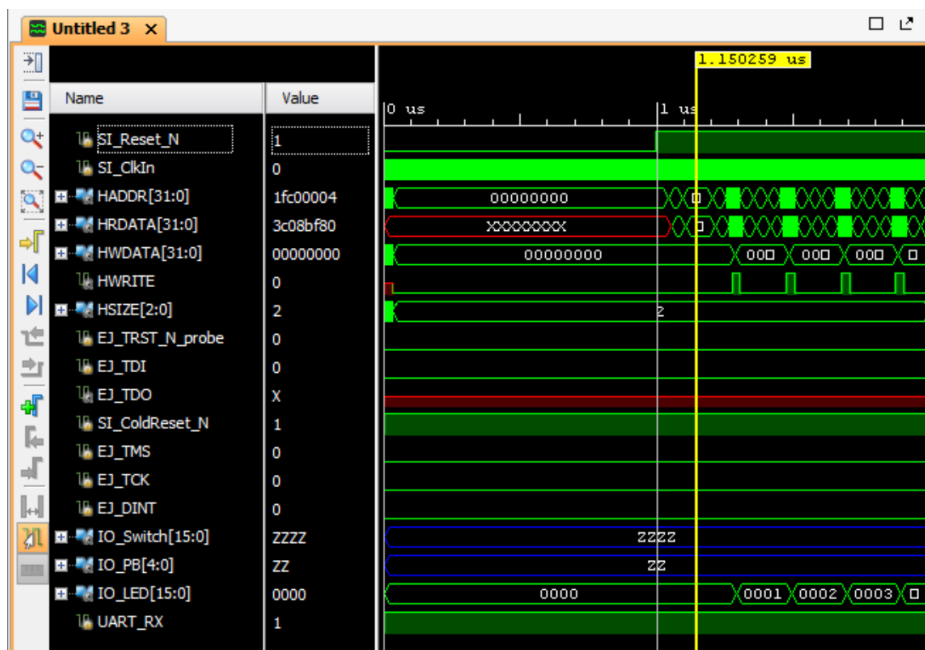 Untitled 3
1.150259 us
Name Value
0 us 1 us
SI_Reset_N 1
SI_ClkIn 0
HADDR[31:0] 1fc00004 00000000
HRDATA[31:0] 3c08bf80 XXXXXXXX
HWDATA[31:0] 00000000 00000000 000 000 000
HWRITE 0
HSIZE[2:0] 2 2
EJ_TRST_N_probe 0
EJ_TDI 0
EJ_TDO X
SI_ColdReset_N 1
EJ_TMS 0
EJ_TCK 0
EJ_DINT 0
IO_Switch[15:0] ZZZZ ZZZZ
IO_PB[4:0] ZZ ZZ
IO_LED[15:0] 0000 0000 0001 0002 0003
UART_RX 1